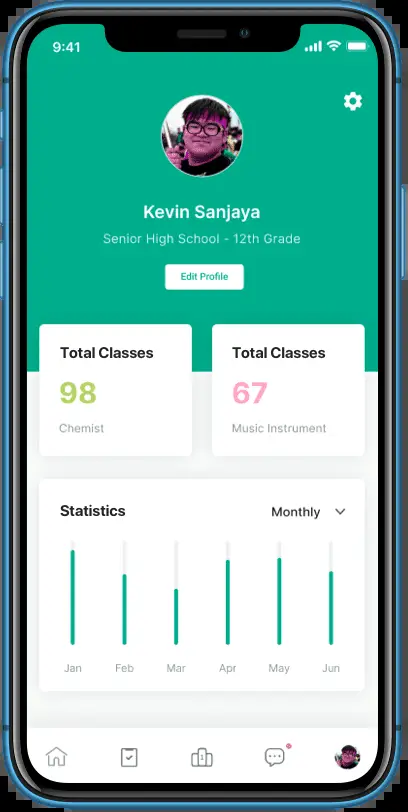 9:41
Kevin Sanjaya
Senior High School - 12th Grade
Edit Profile
Total Classes
98
Chemist
Total Classes
67
Music Instrument
Statistics
Monthly
Jan Feb Mar Apr May Jun
1